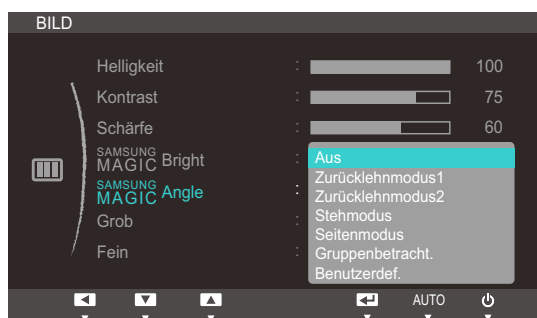 BILD
Helligkeit : 100
Kontrast : 75
Schärfe : 60
SAMSUNG MAGIC Bright :
SAMSUNG MAGIC Angle :
Grob :
Fein :
Aus
Zurücklehnmodus1
Zurücklehnmodus2
Stehmodus
Seitenmodus
Gruppenbetracht.
Benutzerdef.
AUTO